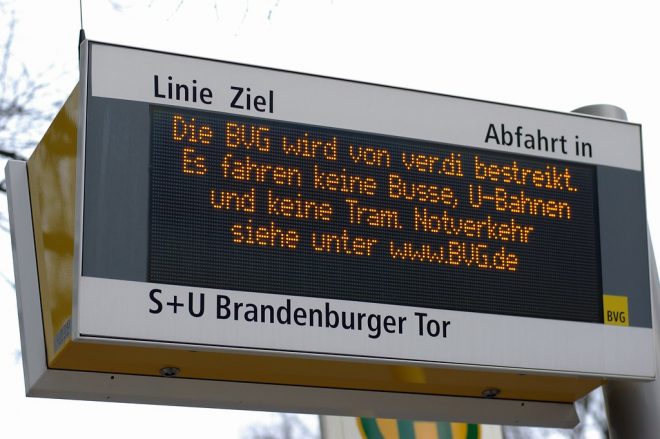 Linie Ziel
Abfahrt in
Die BVG wird von ver.di bestreikt.
Es fahren keine Busse, U-Bahnen
und keine Tram. Notverkehr
siehe unter www.BVG.de
S+U Brandenburger Tor
BVG